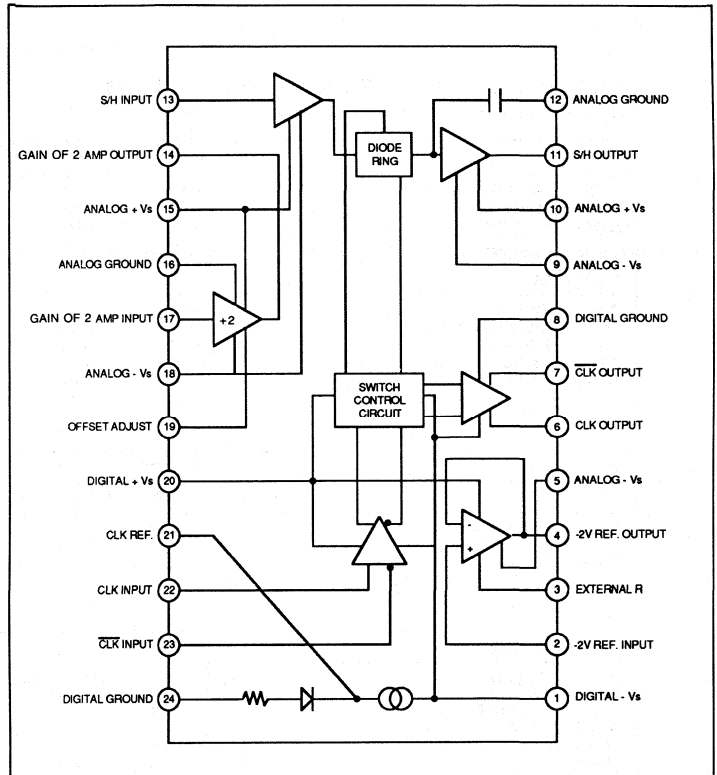 S/H INPUT 13
GAIN OF 2 AMP OUTPUT 14
ANALOG + Vs 15
ANALOG GROUND 16
GAIN OF 2 AMP INPUT 17
ANALOG - Vs 18
OFFSET ADJUST 19
DIGITAL + Vs 20
CLK REF. 21
CLK INPUT 22
C̅L̅K̅ INPUT 23
DIGITAL GROUND 24
DIODE
RING
+2
SWITCH
CONTROL
CIRCUIT
-
+
12 ANALOG GROUND
11 S/H OUTPUT
10 ANALOG + Vs
9 ANALOG - Vs
8 DIGITAL GROUND
7 C̅L̅K̅ OUTPUT
6 CLK OUTPUT
5 ANALOG - Vs
4 -2V REF. OUTPUT
3 EXTERNAL R
2 -2V REF. INPUT
1 DIGITAL - Vs